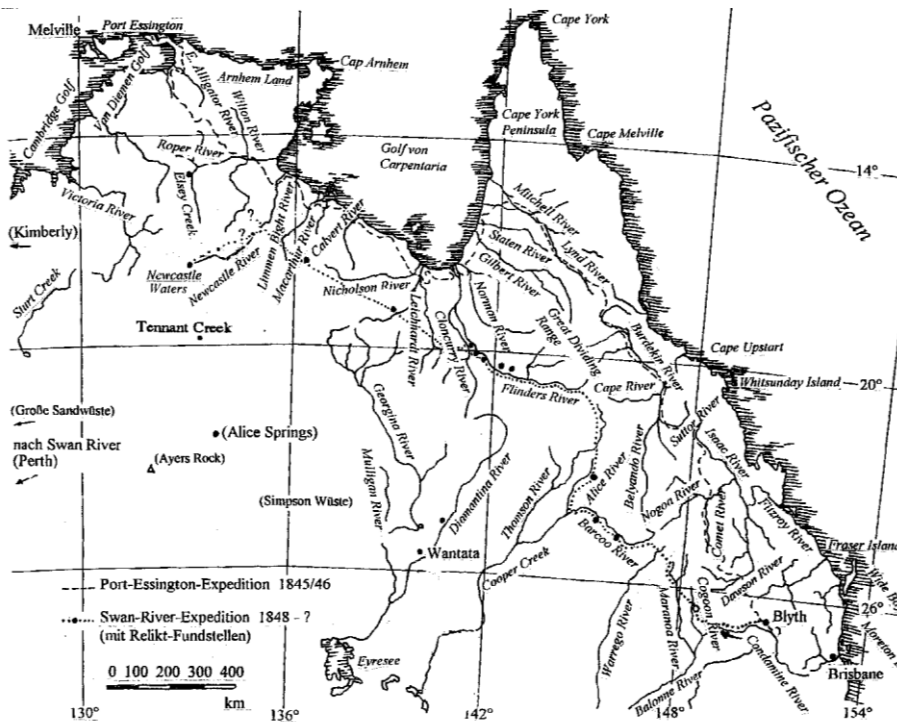 Port Essington
Melville
Cape York
Cap Arnhem
Arnhem Land
Van Diemen Golf
E. Alligator River
Wilton River
Cambridge Golf
Cape York
Peninsula
Cape Melville
Pazifischer Ozean
Golf von
Carpentaria
14°
Roper River
Elsey Creek
Victoria River
Mitchell River
(Kimberly)
?
?
Limmen Bight River
Macarthur River
Calvert River
Staten River
Lynd River
Gilbert River
Newcastle
Waters
Newcastle River
Sturt Creek
Nicholson River
Leichhardt River
Cloncurry River
Norman River
Great Dividing
Range
Burdekin River
Tennant Creek
Cape Upstart
20°
Whitsunday Island
Flinders River
Cape River
Suttor River
Isaac River
Georgina River
(Große Sandwüste)
(Alice Springs)
nach Swan River
(Perth)
(Ayers Rock)
Mulligan River
(Simpson Wüste)
Diamantina River
Thomson River
Alice River
Belyando River
Nogoa River
Comet River
Fitzroy River
Barcoo River
Wantata
Cooper Creek
Fraser Island
Dawson River
Port-Essington-Expedition 1845/46
Swan-River-Expedition 1848 - ?
(mit Relikt-Fundstellen)
Cogoon
River
Maranoa River
Warrego River
26°
Blyth
0 100 200 300 400
km
Eyresee
Balonne River
Condamine River
Brisbane
130°
136°
142°
148°
154°